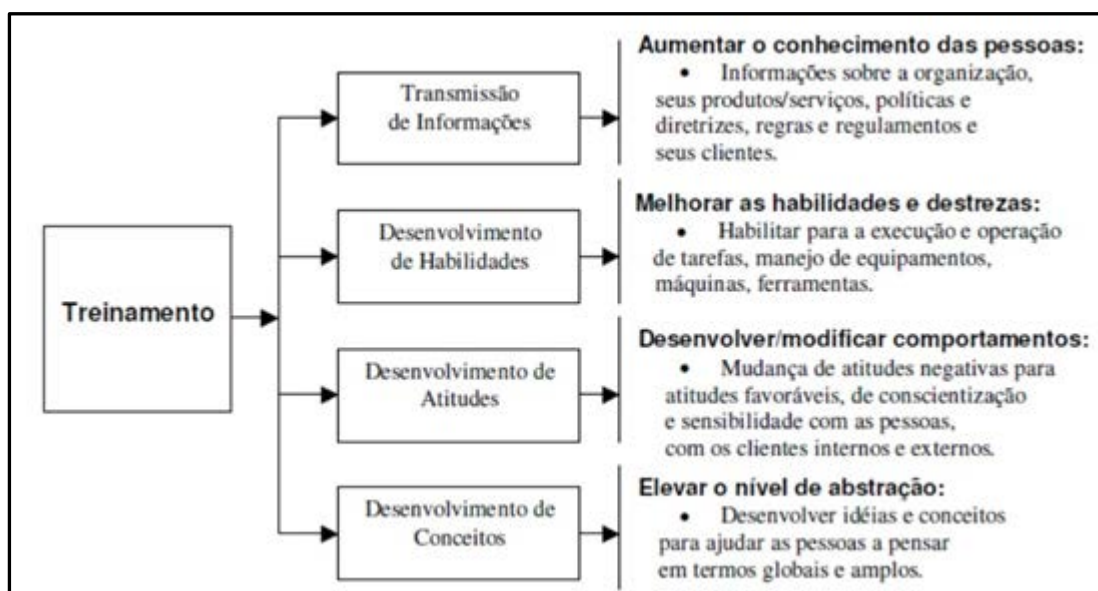 Treinamento
Transmissão
de Informações
Aumentar o conhecimento das pessoas:
• Informações sobre a organização,
seus produtos/serviços, políticas e
diretrizes, regras e regulamentos e
seus clientes.
Desenvolvimento
de Habilidades
Melhorar as habilidades e destrezas:
• Habilitar para a execução e operação
de tarefas, manejo de equipamentos,
máquinas, ferramentas.
Desenvolvimento de
Atitudes
Desenvolver/modificar comportamentos:
• Mudança de atitudes negativas para
atitudes favoráveis, de conscientização
e sensibilidade com as pessoas,
com os clientes internos e externos.
Desenvolvimento de
Conceitos
Elevar o nível de abstração:
• Desenvolver idéias e conceitos
para ajudar as pessoas a pensar
em termos globais e amplos.